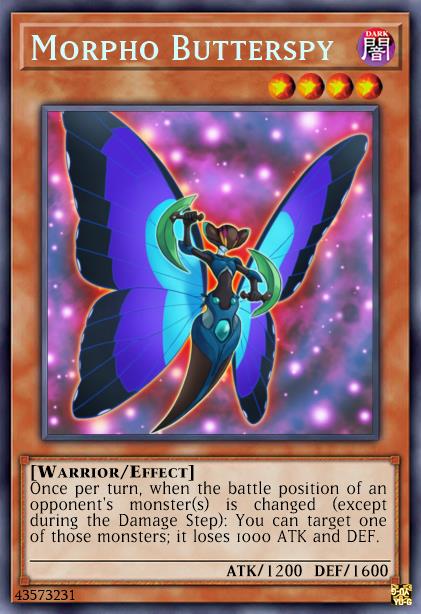 MORPHO BUTTERSPY
DARK
闇
[WARRIOR/EFFECT]
Once per turn, when the battle position of an
opponent's monster(s) is changed (except
during the Damage Step): You can target one
of those monsters; it loses 1000 ATK and DEF.
ATK/1200 DEF/1600
43573231